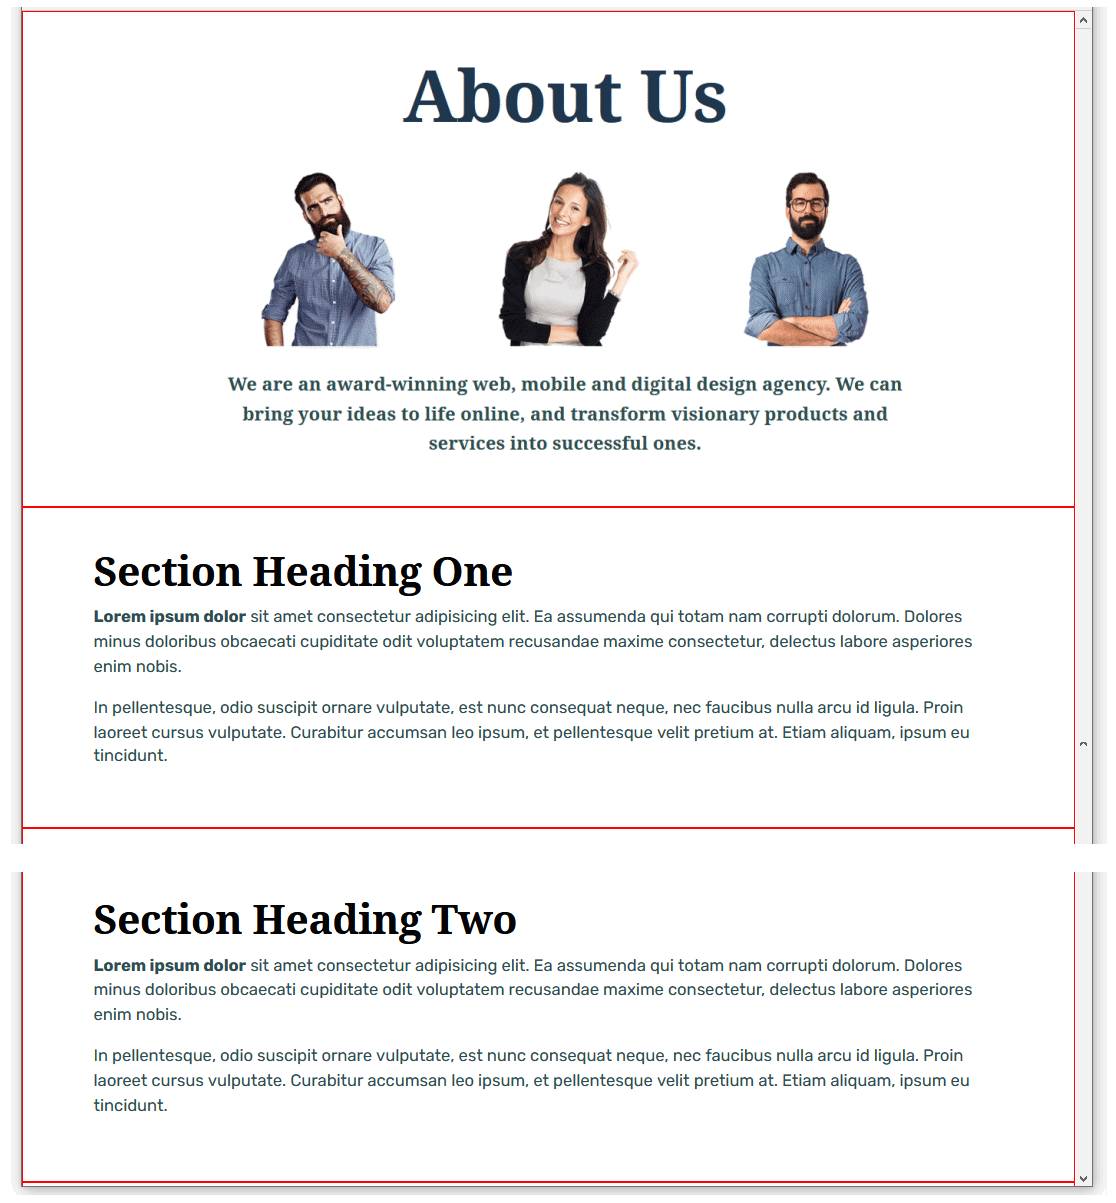 About Us
We are an award-winning web, mobile and digital design agency. We can
bring your ideas to life online, and transform visionary products and
services into successful ones.
Section Heading One
Lorem ipsum dolor sit amet consectetur adipisicing elit. Ea assumenda qui totam nam corrupti dolorum. Dolores
minus doloribus obcaecati cupiditate odit voluptatem recusandae maxime consectetur, delectus labore asperiores
enim nobis.
In pellentesque, odio suscipit ornare vulputate, est nunc consequat neque, nec faucibus nulla arcu id ligula. Proin
laoreet cursus vulputate. Curabitur accumsan leo ipsum, et pellentesque velit pretium at. Etiam aliquam, ipsum eu
tincidunt.
Section Heading Two
Lorem ipsum dolor sit amet consectetur adipisicing elit. Ea assumenda qui totam nam corrupti dolorum. Dolores
minus doloribus obcaecati cupiditate odit voluptatem recusandae maxime consectetur, delectus labore asperiores
enim nobis.
In pellentesque, odio suscipit ornare vulputate, est nunc consequat neque, nec faucibus nulla arcu id ligula. Proin
laoreet cursus vulputate. Curabitur accumsan leo ipsum, et pellentesque velit pretium at. Etiam aliquam, ipsum eu
tincidunt.